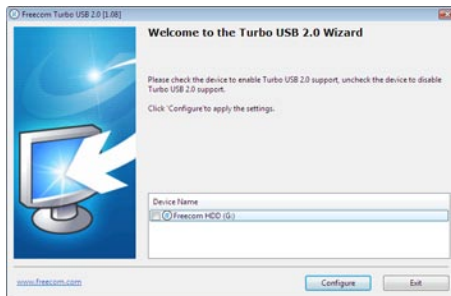 Freecom Turbo USB 2.0 [1.08]
Welcome to the Turbo USB 2.0 Wizard
Please check the device to enable Turbo USB 2.0 support, uncheck the device to disable
Turbo USB 2.0 support.
Click 'Configure' to apply the settings.
Device Name
Freecom HDD (G:)
www.freecom.com
Configure
Exit